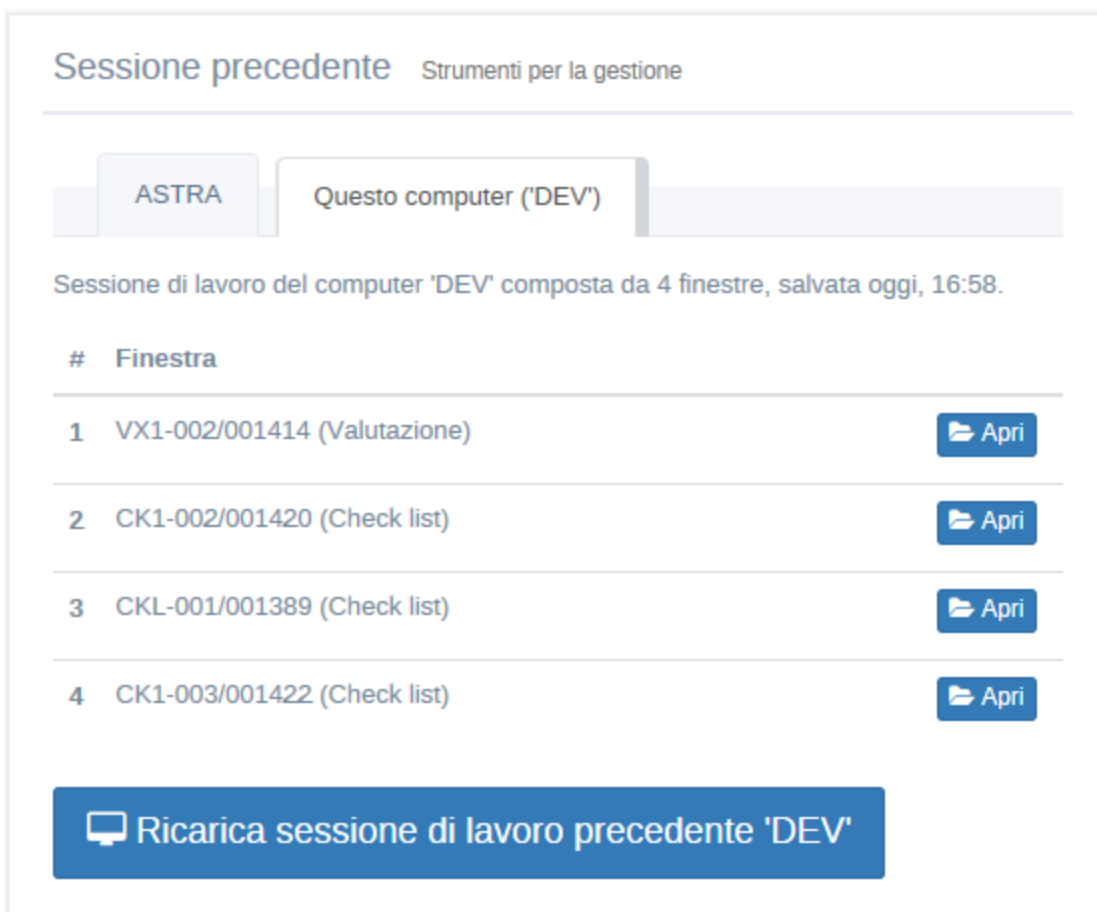 Sessione precedente Strumenti per la gestione
ASTRA Questo computer ('DEV')
Sessione di lavoro del computer 'DEV' composta da 4 finestre, salvata oggi, 16:58.
# Finestra
1 VX1-002/001414 (Valutazione) Apri
2 CK1-002/001420 (Check list) Apri
3 CKL-001/001389 (Check list) Apri
4 CK1-003/001422 (Check list) Apri
Ricarica sessione di lavoro precedente 'DEV'